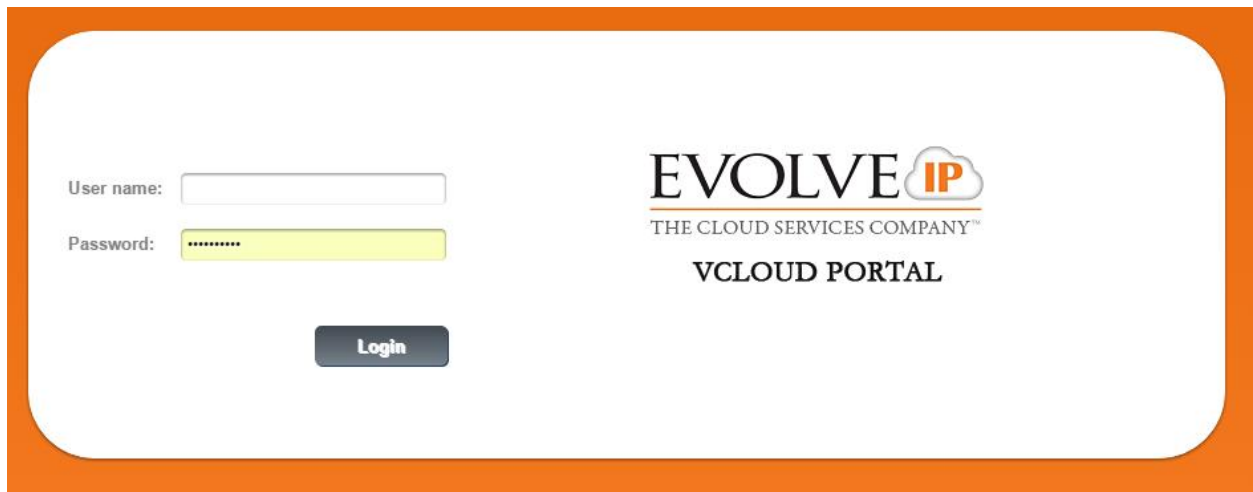 User name:
Password:
••••••••••
Login
EVOLVE IP
THE CLOUD SERVICES COMPANY™
VCLOUD PORTAL